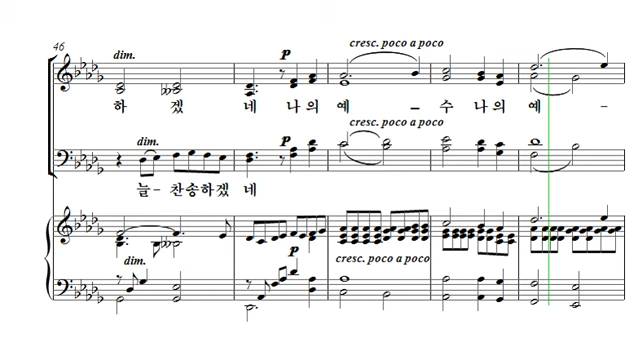 46
dim.
p
cresc. poco a poco
하 겠 네 나의 예 - 수 나의 예 -
cresc. poco a poco
dim.
p
늘- 찬송하겠 네
dim.
p
cresc. poco a poco